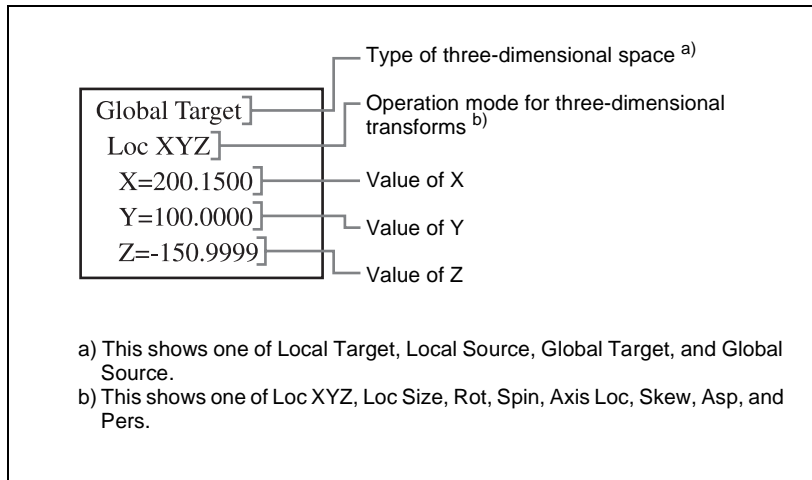 Type of three-dimensional space a)
Global Target
Operation mode for three-dimensional
transforms b)
Loc XYZ
X=200.1500
Value of X
Y=100.0000
Value of Y
Z=-150.9999
Value of Z
a) This shows one of Local Target, Local Source, Global Target, and Global
Source.
b) This shows one of Loc XYZ, Loc Size, Rot, Spin, Axis Loc, Skew, Asp, and
Pers.